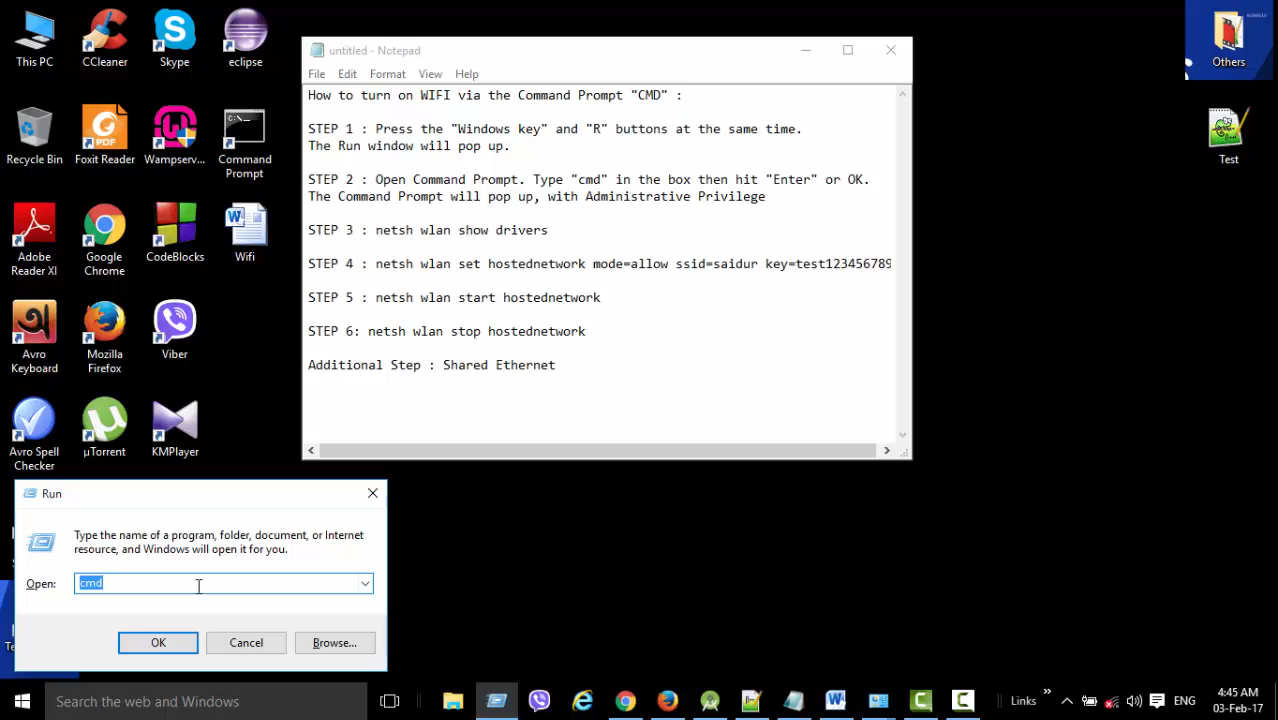 This PC
CCleaner
Skype
eclipse
Recycle Bin
Foxit Reader
Wampserv...
Command
Prompt
Adobe
Reader XI
Google
Chrome
CodeBlocks
Wifi
Avro
Keyboard
Mozilla
Firefox
Viber
Avro Spell
Checker
µTorrent
KMPlayer
Others
Test
untitled - Notepad
File Edit Format View Help
How to turn on WIFI via the Command Prompt "CMD" :
STEP 1 : Press the "Windows key" and "R" buttons at the same time.
The Run window will pop up.
STEP 2 : Open Command Prompt. Type "cmd" in the box then hit "Enter" or OK.
The Command Prompt will pop up, with Administrative Privilege
STEP 3 : netsh wlan show drivers
STEP 4 : netsh wlan set hostednetwork mode=allow ssid=saidur key=test123456789
STEP 5 : netsh wlan start hostednetwork
STEP 6: netsh wlan stop hostednetwork
Additional Step : Shared Ethernet
Run
Type the name of a program, folder, document, or Internet
resource, and Windows will open it for you.
Open: cmd
OK Cancel Browse...
Search the web and Windows
Links
ENG
4:45 AM
03-Feb-17